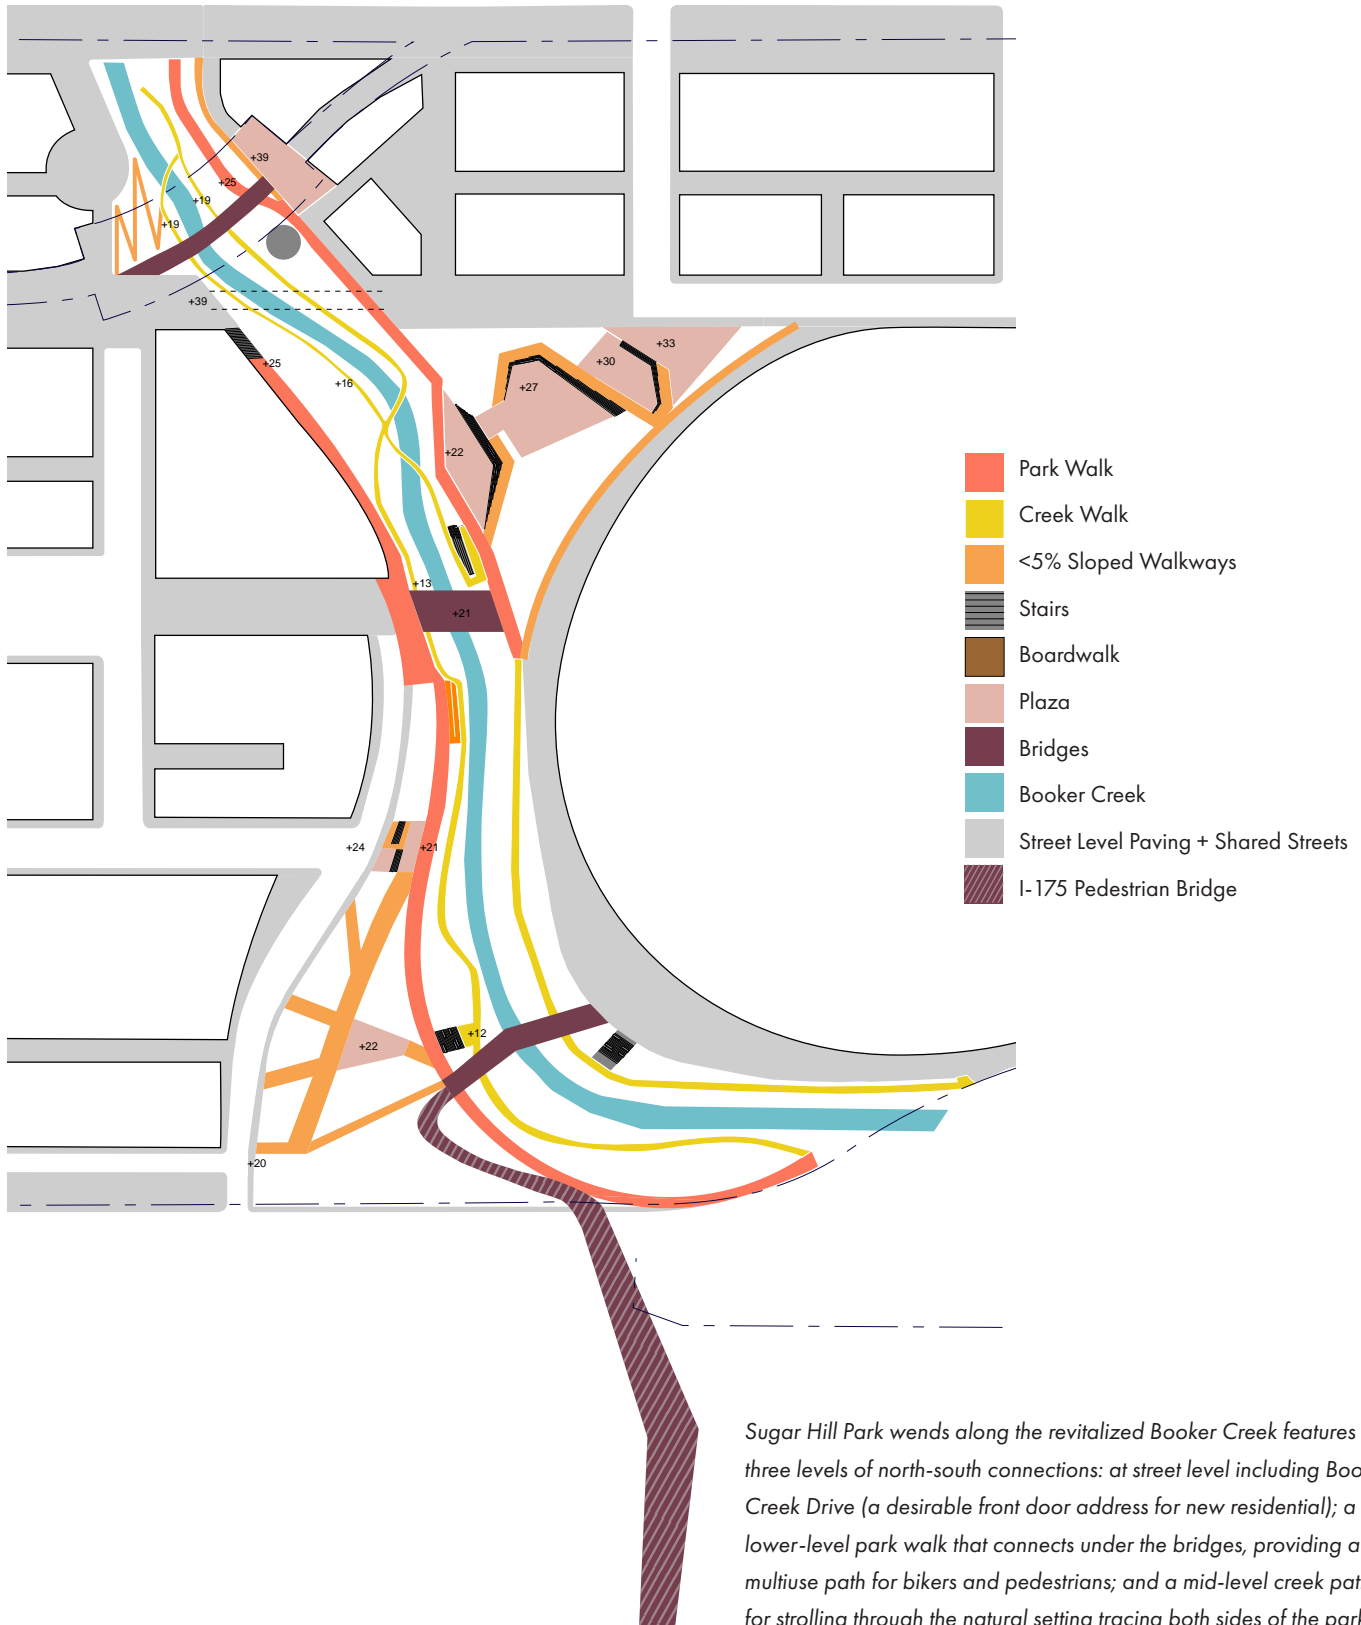 +39
+25
+19
+19
+39
+33
+30
+25
+16
+27
+22
+13
+21
+24
+21
+12
+22
+20
Park Walk
Creek Walk
<5% Sloped Walkways
Stairs
Boardwalk
Plaza
Bridges
Booker Creek
Street Level Paving + Shared Streets
I-175 Pedestrian Bridge
Sugar Hill Park wends along the revitalized Booker Creek features
three levels of north-south connections: at street level including Boo
Creek Drive (a desirable front door address for new residential); a
lower-level park walk that connects under the bridges, providing a
multiuse path for bikers and pedestrians; and a mid-level creek pat
for strolling through the natural setting tracing both sides of the park